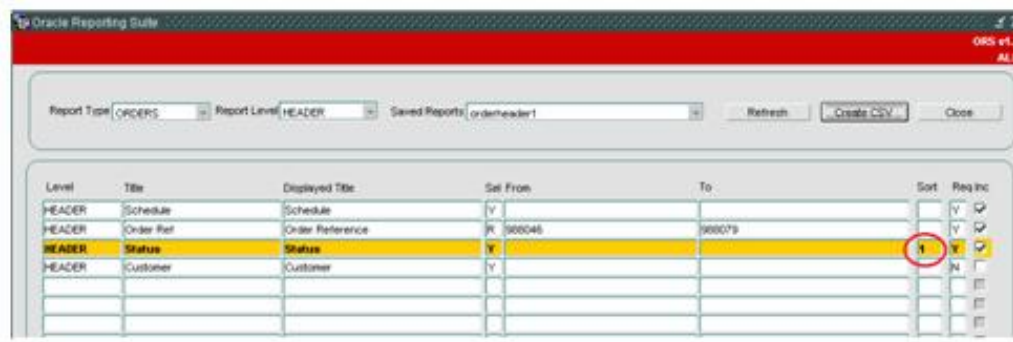 Oracle Reporting Suite
ORS v1.
AL
Report Type ORDERS Report Level HEADER Saved Reports orderheader1 Refresh Create CSV Close
Level Title Displayed Title Sel From To Sort Req Inc
HEADER Schedule Schedule Y Y
HEADER Order Ref Order Reference R 988046 988079 Y
HEADER Status Status Y 1 Y
HEADER Customer Customer Y N